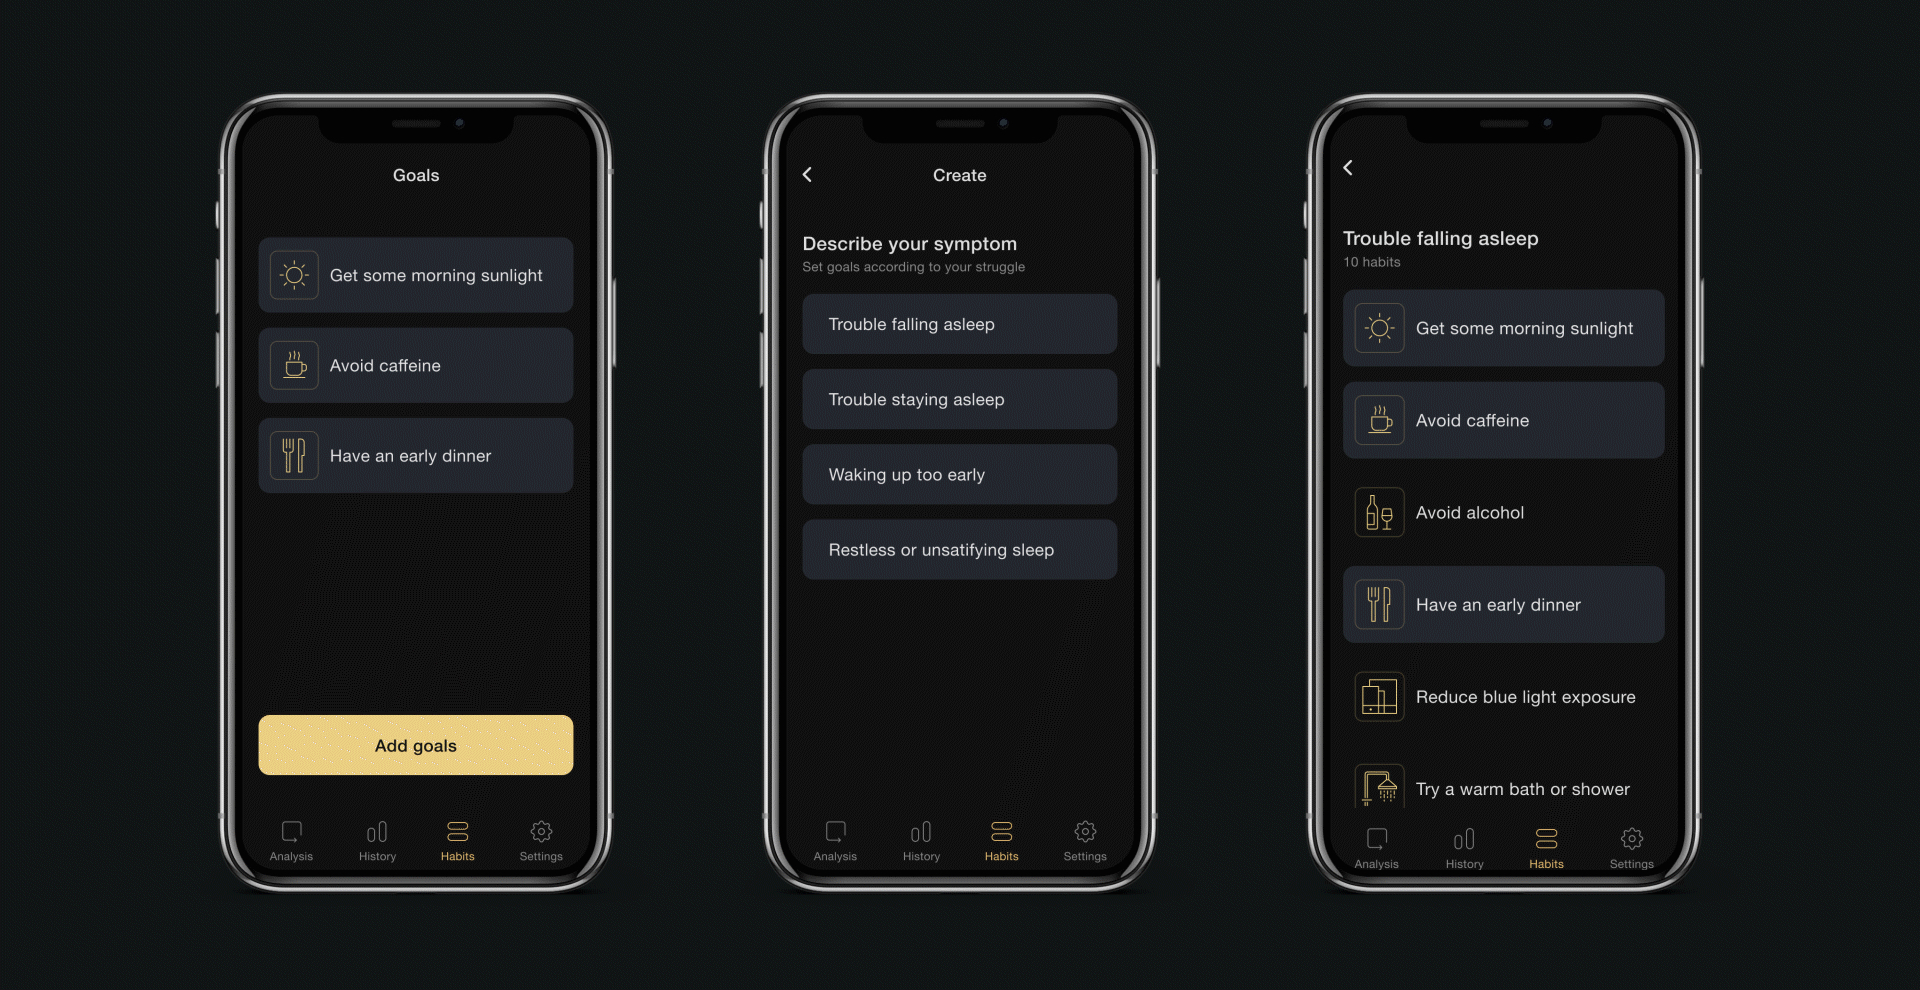 Goals
Get some morning sunlight
Avoid caffeine
Have an early dinner
Add goals
Analysis
History
Habits
Settings
Create
Describe your symptom
Set goals according to your struggle
Trouble falling asleep
Trouble staying asleep
Waking up too early
Restless or unsatifying sleep
Analysis
History
Habits
Settings
Trouble falling asleep
10 habits
Get some morning sunlight
Avoid caffeine
Avoid alcohol
Have an early dinner
Reduce blue light exposure
Try a warm bath or shower
Analysis
History
Habits
Settings